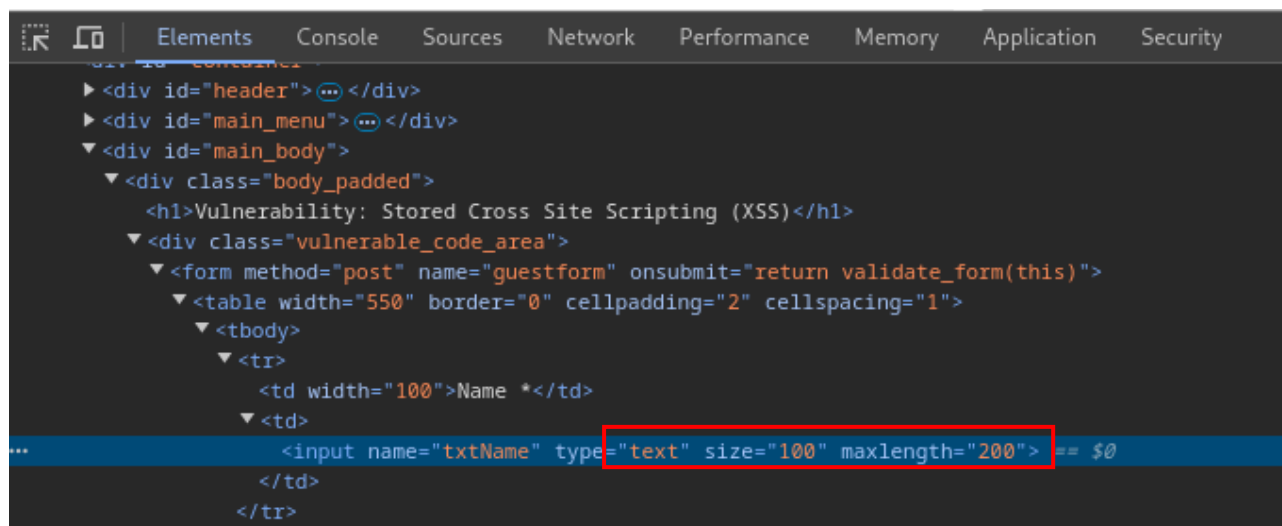 Elements Console Sources Network Performance Memory Application Security
<div id="container">
▶<div id="header">…</div>
▶<div id="main_menu">…</div>
▼<div id="main_body">
▼<div class="body_padded">
<h1>Vulnerability: Stored Cross Site Scripting (XSS)</h1>
▼<div class="vulnerable_code_area">
▼<form method="post" name="guestform" onsubmit="return validate_form(this)">
▼<table width="550" border="0" cellpadding="2" cellspacing="1">
▼<tbody>
▼<tr>
<td width="100">Name *</td>
▼<td>
… <input name="txtName" type="text" size="100" maxlength="200"> == $0
</td>
</tr>